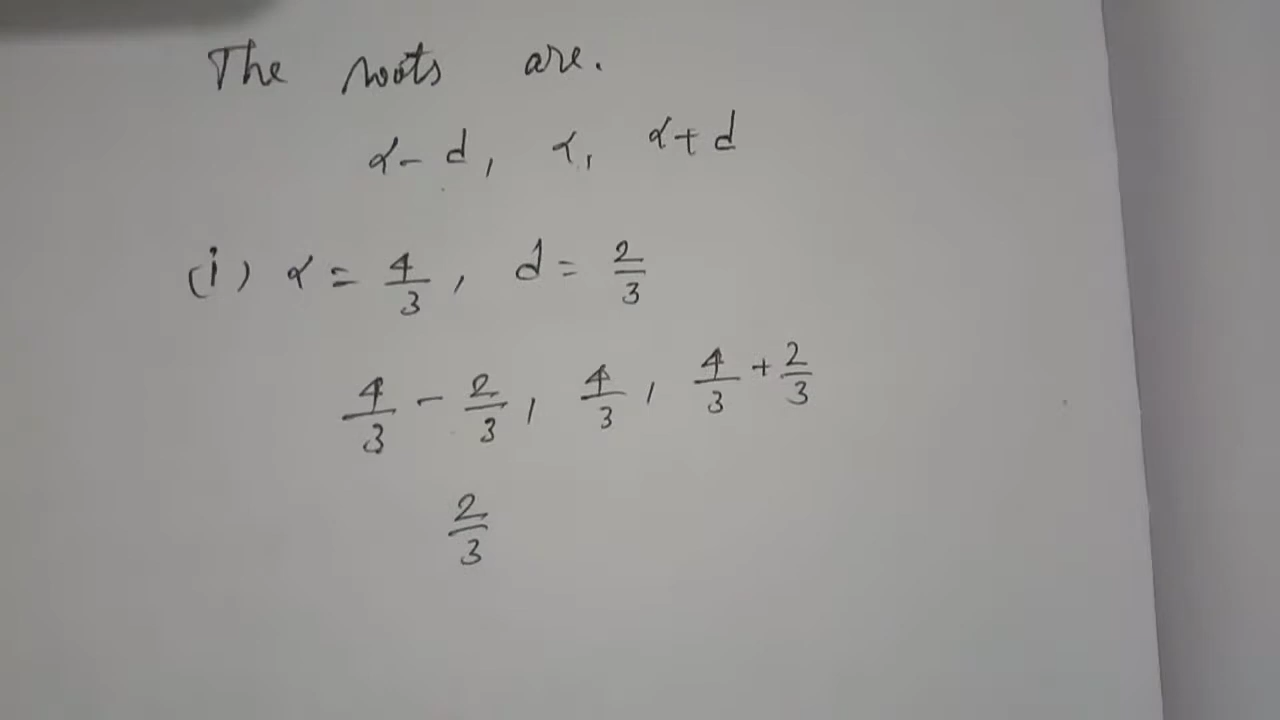 The roots are.
α - d, α, α + d
(i) α = 4/3, d = 2/3
4/3 - 2/3, 4/3, 4/3 + 2/3
2/3